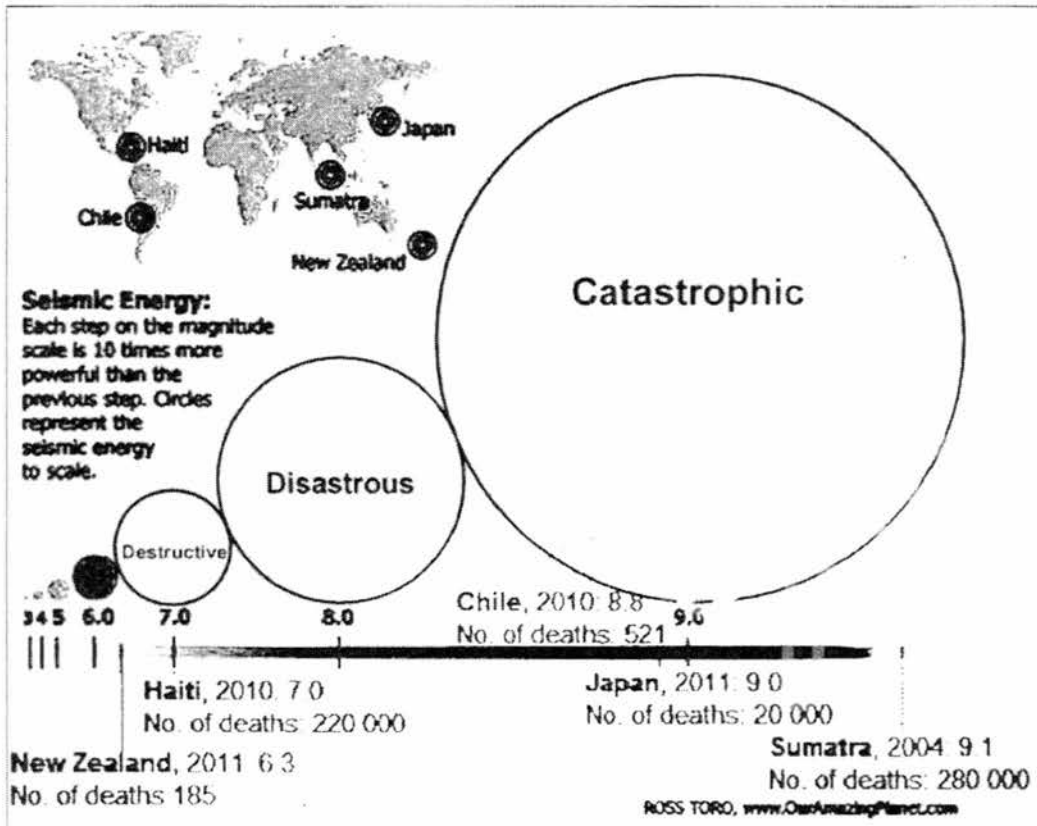 Haiti
Japan
Sumatra
Chile
New Zealand
Seismic Energy:
Each step on the magnitude
scale is 10 times more
powerful than the
previous step. Circles
represent the
seismic energy
to scale.
Catastrophic
Disastrous
Destructive
3 4 5 6.0 7.0 8.0 9.0
Chile, 2010: 8.8
No. of deaths: 521
Haiti, 2010: 7.0
No. of deaths: 220 000
Japan, 2011: 9.0
No. of deaths: 20 000
New Zealand, 2011 6.3
No. of deaths 185
Sumatra, 2004: 9.1
No. of deaths: 280 000
ROSS TORO, www.OurAmazingPlanet.com